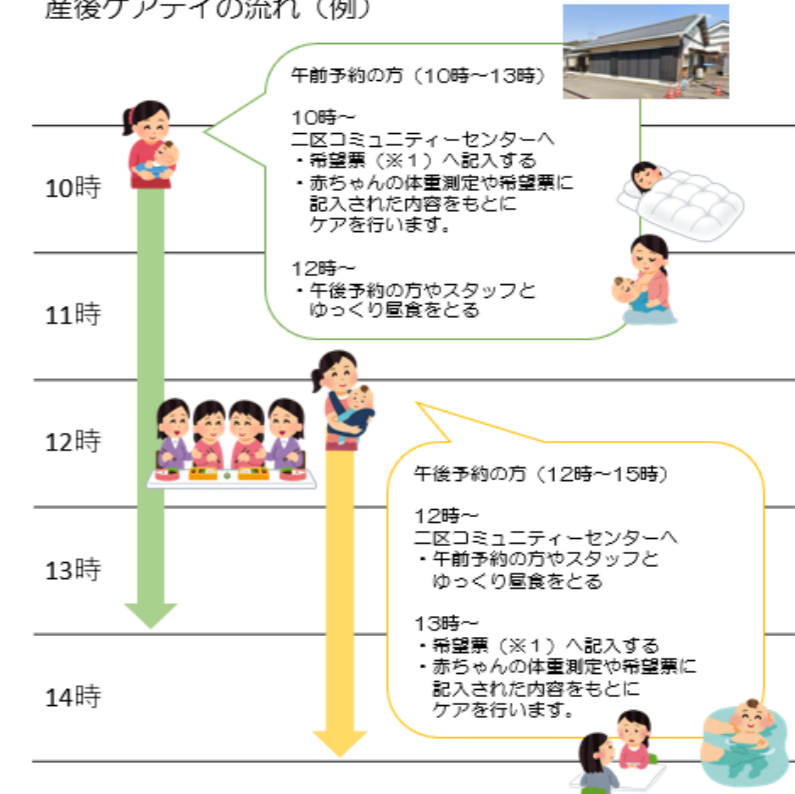 産後ケアデイの流れ（例）
午前予約の方（10時～13時）
10時～
二区コミュニティーセンターへ
・希望票（※１）へ記入する
・赤ちゃんの体重測定や希望票に
記入された内容をもとに
ケアを行います。
12時～
・午後予約の方やスタッフと
ゆっくり昼食をとる
10時
11時
12時
13時
14時
午後予約の方（12時～15時）
12時～
二区コミュニティーセンターへ
・午前予約の方やスタッフと
ゆっくり昼食をとる
13時～
・希望票（※１）へ記入する
・赤ちゃんの体重測定や希望票に
記入された内容をもとに
ケアを行います。